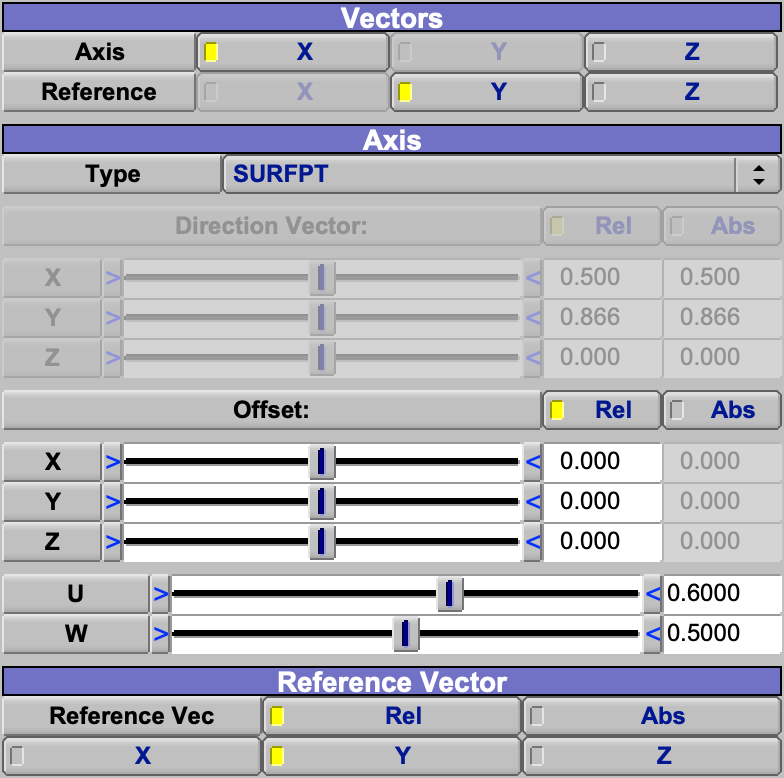 Vectors
Axis X Y Z
Reference X Y Z
Axis
Type SURFPT
Direction Vector: Rel Abs
X > < 0.500 0.500
Y > < 0.866 0.866
Z > < 0.000 0.000
Offset: Rel Abs
X > < 0.000 0.000
Y > < 0.000 0.000
Z > < 0.000 0.000
U > < 0.6000
W > < 0.5000
Reference Vector
Reference Vec Rel Abs
X Y Z